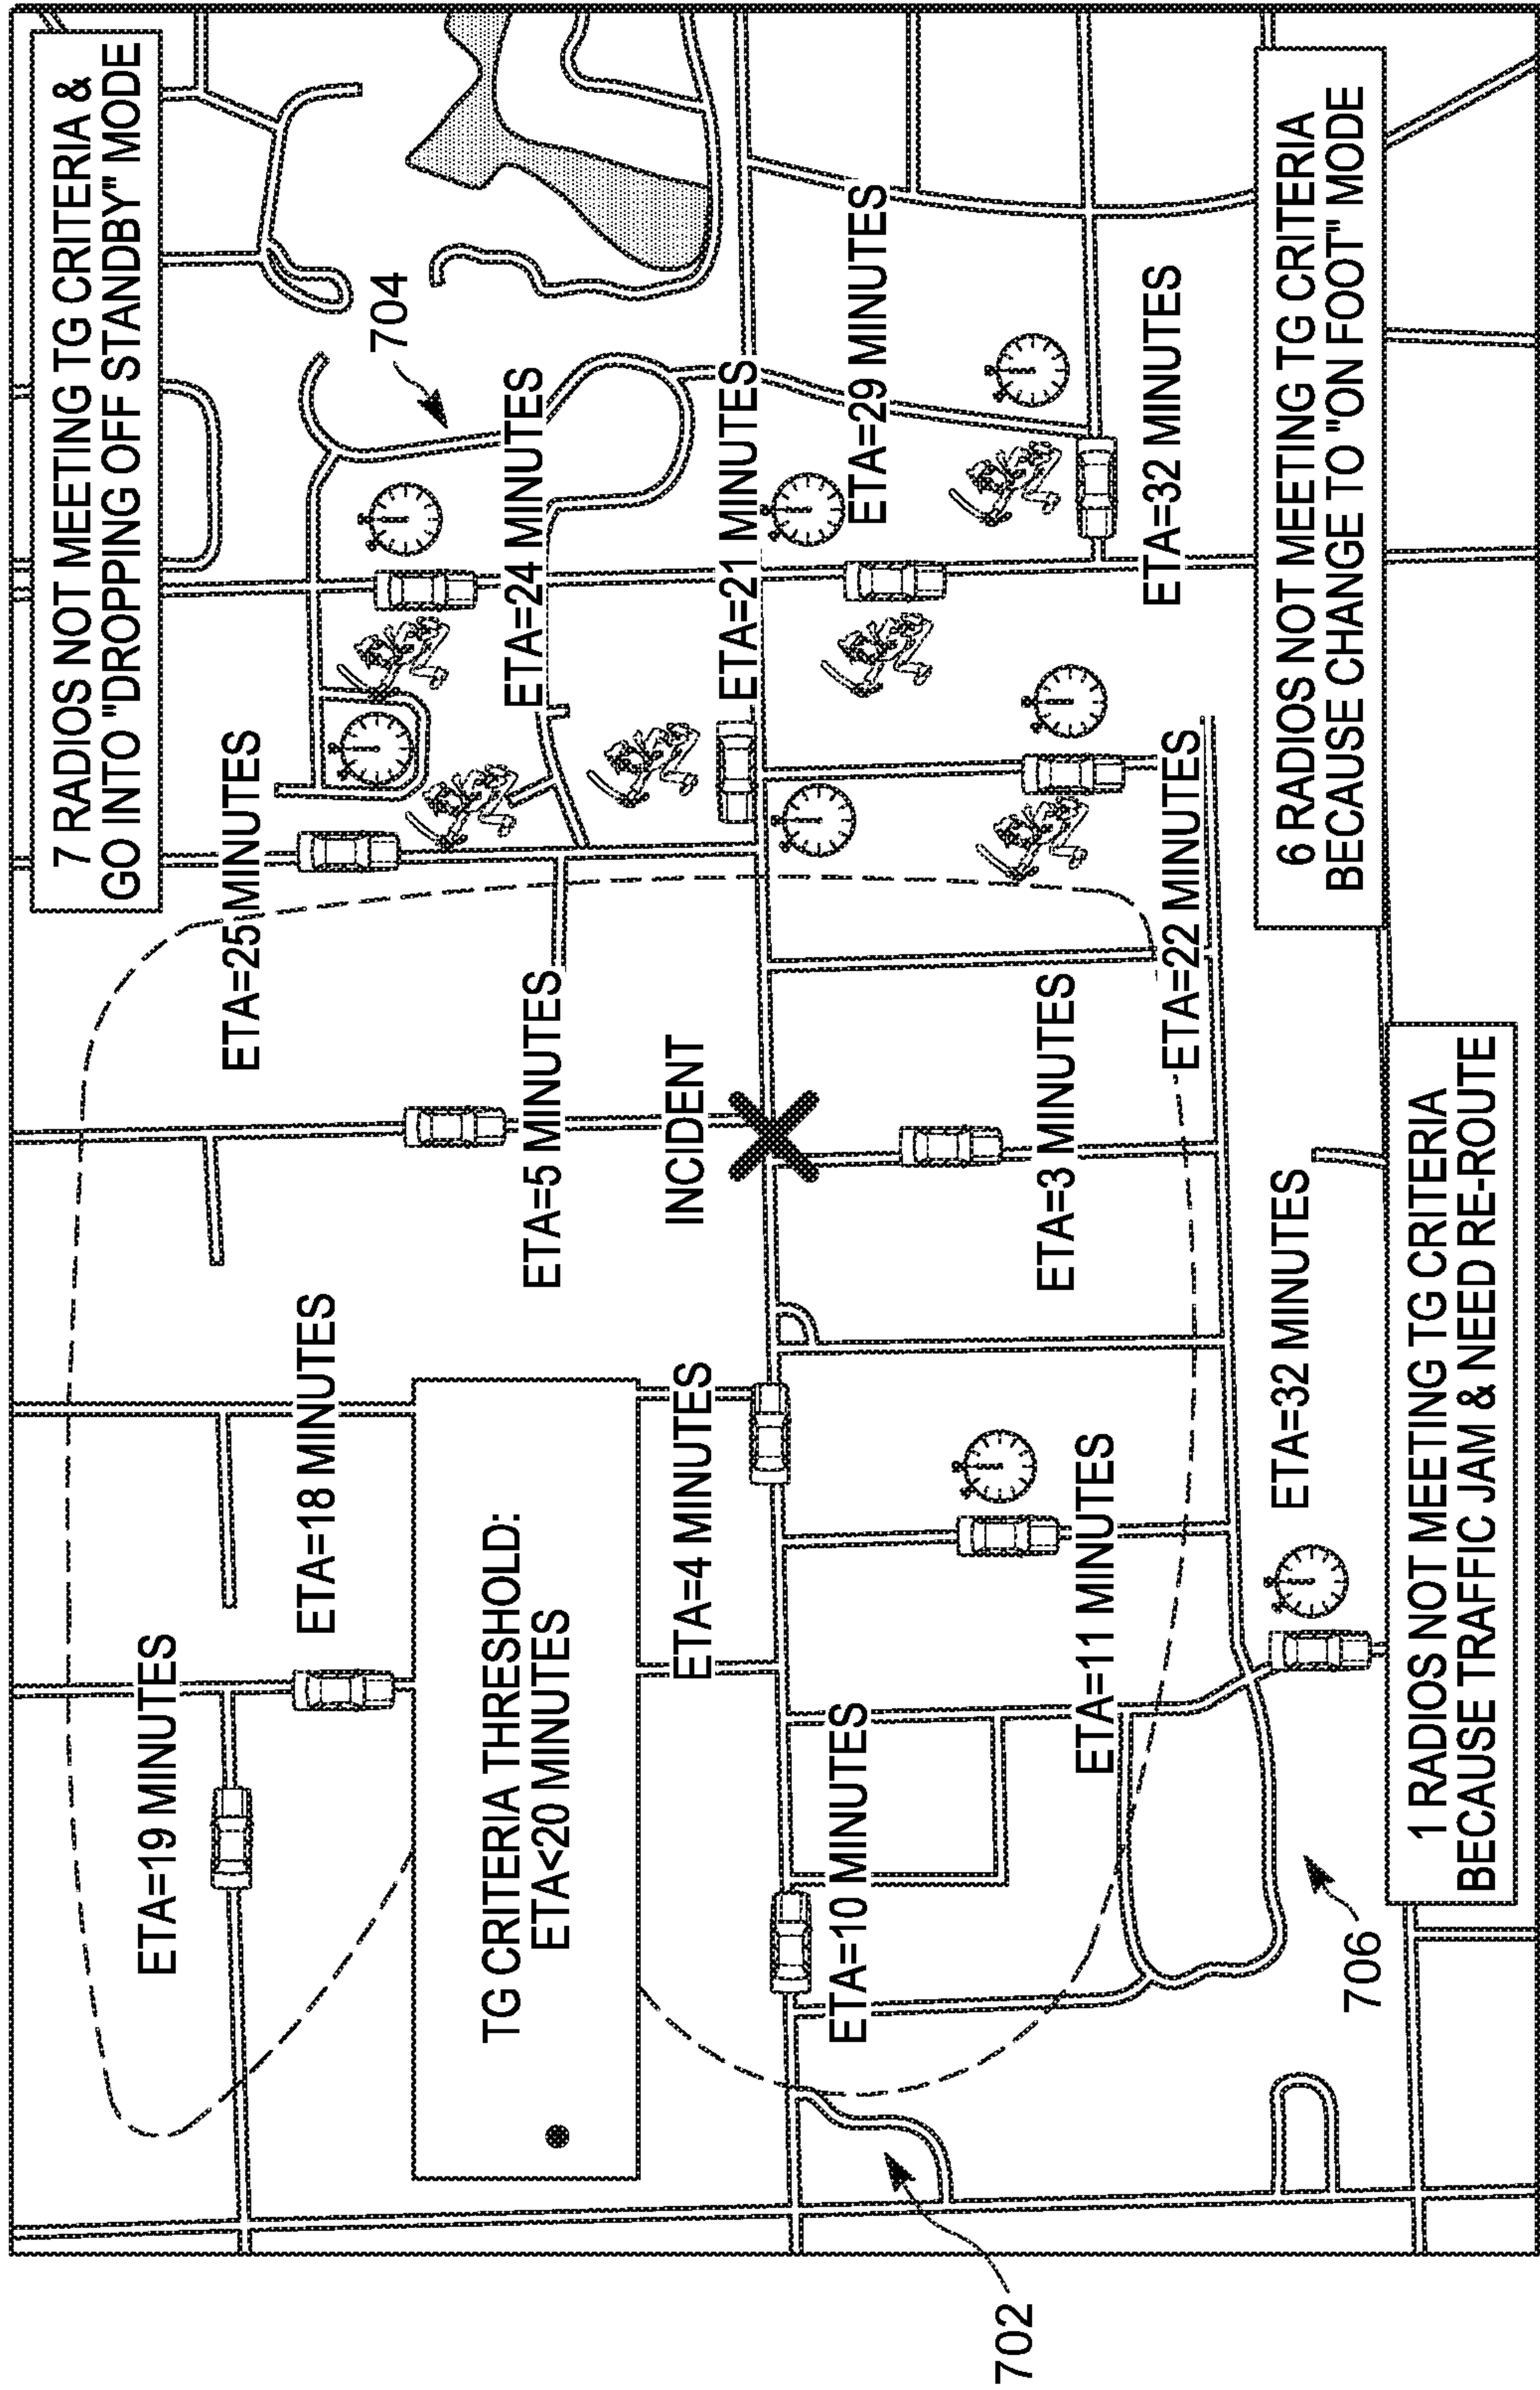 7 RADIOS NOT MEETING TG CRITERIA &
GO INTO "DROPPING OFF STANDBY" MODE
704
ETA=19 MINUTES
ETA=25 MINUTES
ETA=18 MINUTES
TG CRITERIA THRESHOLD:
ETA<20 MINUTES
ETA=5 MINUTES
ETA=24 MINUTES
ETA=4 MINUTES
INCIDENT
ETA=21 MINUTES
ETA=10 MINUTES
ETA=29 MINUTES
702
ETA=11 MINUTES
ETA=3 MINUTES
ETA=22 MINUTES
ETA=32 MINUTES
ETA=32 MINUTES
706
6 RADIOS NOT MEETING TG CRITERIA
BECAUSE CHANGE TO "ON FOOT" MODE
1 RADIOS NOT MEETING TG CRITERIA
BECAUSE TRAFFIC JAM & NEED RE-ROUTE